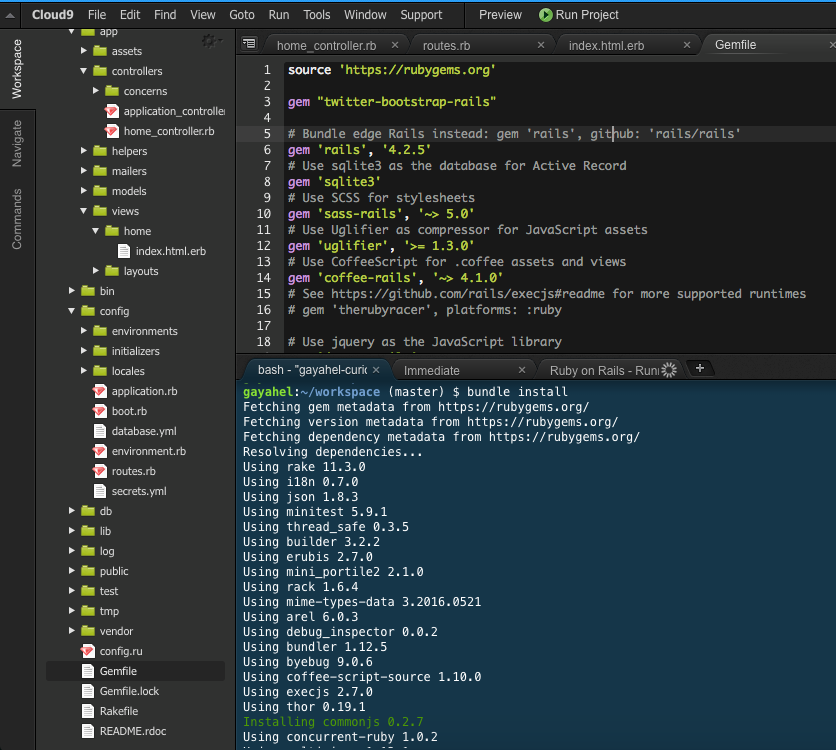 Cloud9 File Edit Find View Goto Run Tools Window Support Preview Run Project
Workspace
Navigate
Commands
app
assets
controllers
concerns
application_controlle
home_controller.rb
helpers
mailers
models
views
home
index.html.erb
layouts
bin
config
environments
initializers
locales
application.rb
boot.rb
database.yml
environment.rb
routes.rb
secrets.yml
db
lib
log
public
test
tmp
vendor
config.ru
Gemfile
Gemfile.lock
Rakefile
README.rdoc
home_controller.rb × routes.rb × index.html.erb × Gemfile ×
1 source 'https://rubygems.org'
2
3 gem "twitter-bootstrap-rails"
4
5 # Bundle edge Rails instead: gem 'rails', github: 'rails/rails'
6 gem 'rails', '4.2.5'
7 # Use sqlite3 as the database for Active Record
8 gem 'sqlite3'
9 # Use SCSS for stylesheets
10 gem 'sass-rails', '~> 5.0'
11 # Use Uglifier as compressor for JavaScript assets
12 gem 'uglifier', '>= 1.3.0'
13 # Use CoffeeScript for .coffee assets and views
14 gem 'coffee-rails', '~> 4.1.0'
15 # See https://github.com/rails/execjs#readme for more supported runtimes
16 # gem 'therubyracer', platforms: :ruby
17
18 # Use jquery as the JavaScript library
bash - "gayahel-curio × Immediate × Ruby on Rails - Runn +
gayahel:~/workspace (master) $ bundle install
Fetching gem metadata from https://rubygems.org/
Fetching version metadata from https://rubygems.org/
Fetching dependency metadata from https://rubygems.org/
Resolving dependencies...
Using rake 11.3.0
Using i18n 0.7.0
Using json 1.8.3
Using minitest 5.9.1
Using thread_safe 0.3.5
Using builder 3.2.2
Using erubis 2.7.0
Using mini_portile2 2.1.0
Using rack 1.6.4
Using mime-types-data 3.2016.0521
Using arel 6.0.3
Using debug_inspector 0.0.2
Using bundler 1.12.5
Using byebug 9.0.6
Using coffee-script-source 1.10.0
Using execjs 2.7.0
Using thor 0.19.1
Installing commonjs 0.2.7
Using concurrent-ruby 1.0.2